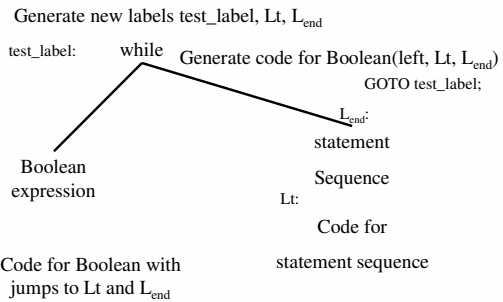 Generate new labels test_label, Lt, Lend
test_label:
while
Generate code for Boolean(left, Lt, Lend)
GOTO test_label;
Lend:
statement
Sequence
Boolean
expression
Lt:
Code for
statement sequence
Code for Boolean with
jumps to Lt and Lend